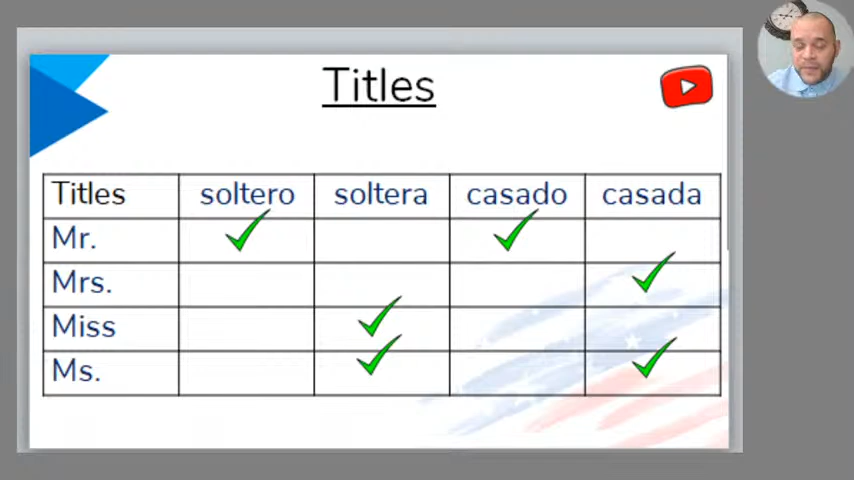 Titles
Titles soltero soltera casado casada
Mr.
Mrs.
Miss
Ms.